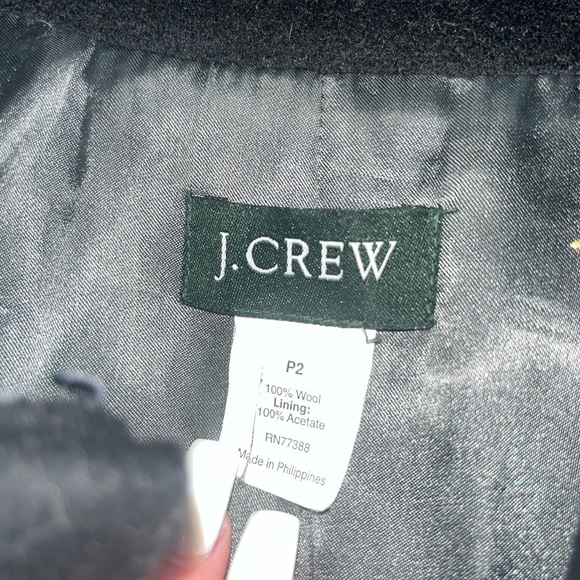 J.CREW
P2
100% Wool
Lining:
100% Acetate
RN77388
Made in Philippines